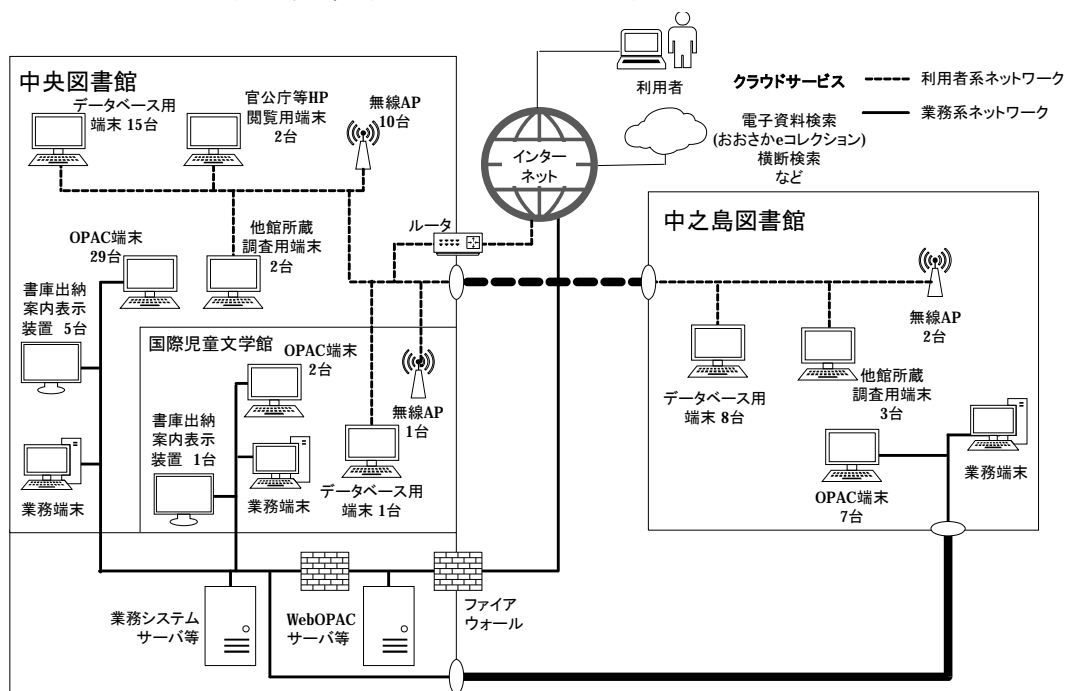 中央図書館
データベース用
端末 15台
官公庁等HP
閲覧用端末
2台
無線AP
10台
OPAC端末
29台
他館所蔵
調査用端末
2台
書庫出納
案内表示
装置 5台
業務端末
国際児童文学館
OPAC端末
2台
書庫出納
案内表示
装置 1台
業務端末
無線AP
1台
データベース用
端末 1台
ルータ
インター
ネット
利用者
クラウドサービス
電子資料検索
(おおさかeコレクション)
横断検索
など
利用者系ネットワーク
業務系ネットワーク
中之島図書館
データベース用
端末 8台
他館所蔵
調査用端末
3台
無線AP
2台
OPAC端末
7台
業務端末
業務システム
サーバ等
WebOPAC
サーバ等
ファイア
ウォール